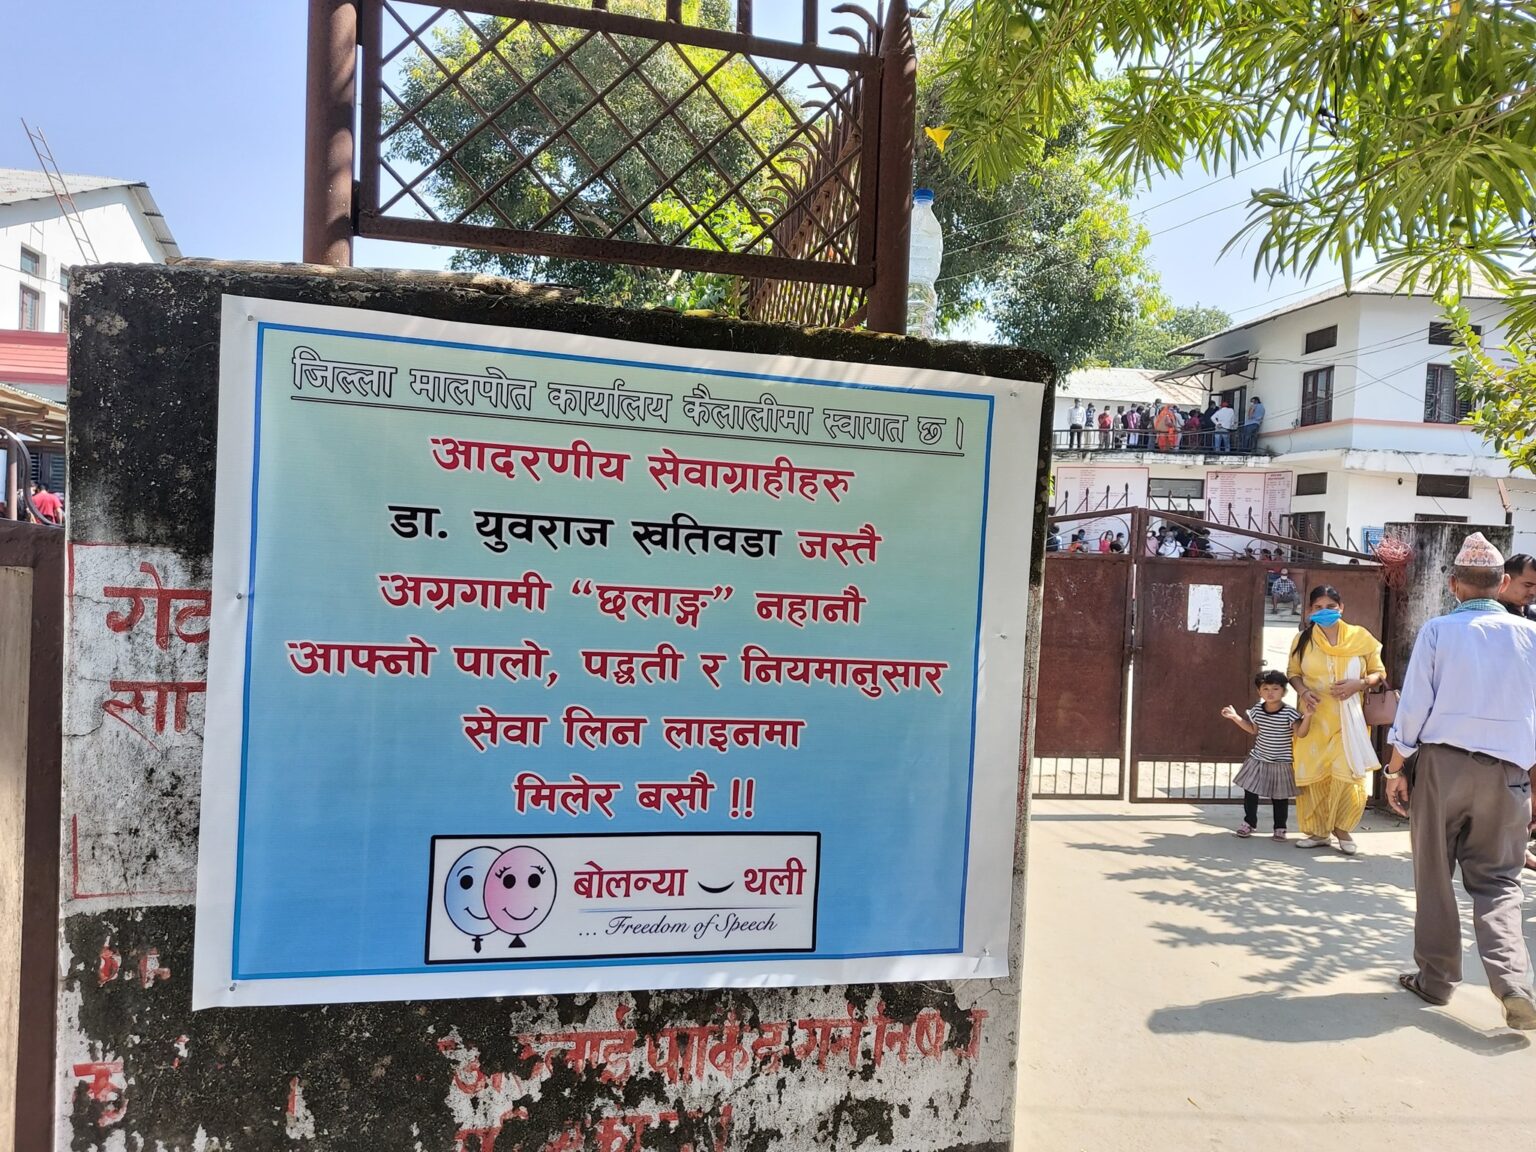 जिल्ला मालपोत कार्यालय कैलालीमा स्वागत छ ।
आदरणीय सेवाग्राहीहरु
डा. युवराज खतिवडा जस्तै
अग्रगामी “छलाङ्ग” नहानौ
आफ्नो पालो, पद्धती र नियमानुसार
सेवा लिन लाइनमा
मिलेर बसौ !!
बोलन्या थली
... Freedom of Speech
गेट